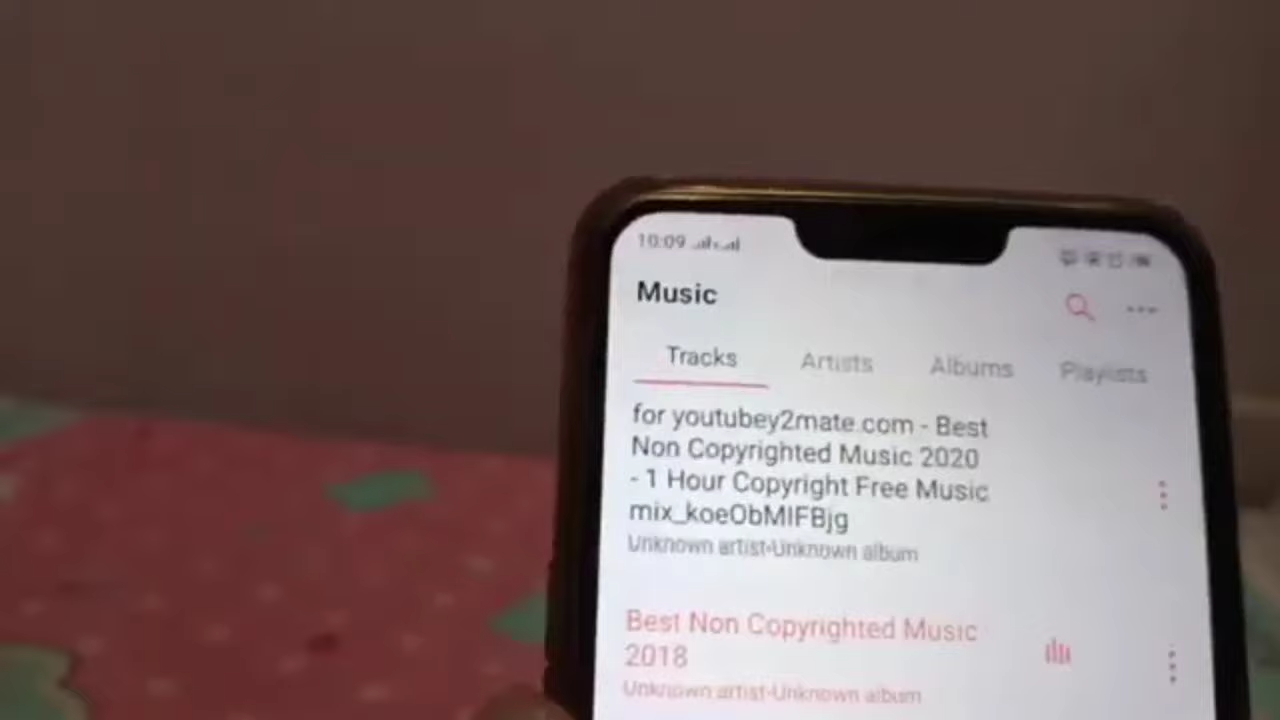 10:09
Music
Tracks Artists Albums Playlists
for youtubey2mate.com - Best
Non Copyrighted Music 2020
- 1 Hour Copyright Free Music
mix_koeObMIFBjg
Unknown artist-Unknown album
Best Non Copyrighted Music
2018
Unknown artist-Unknown album